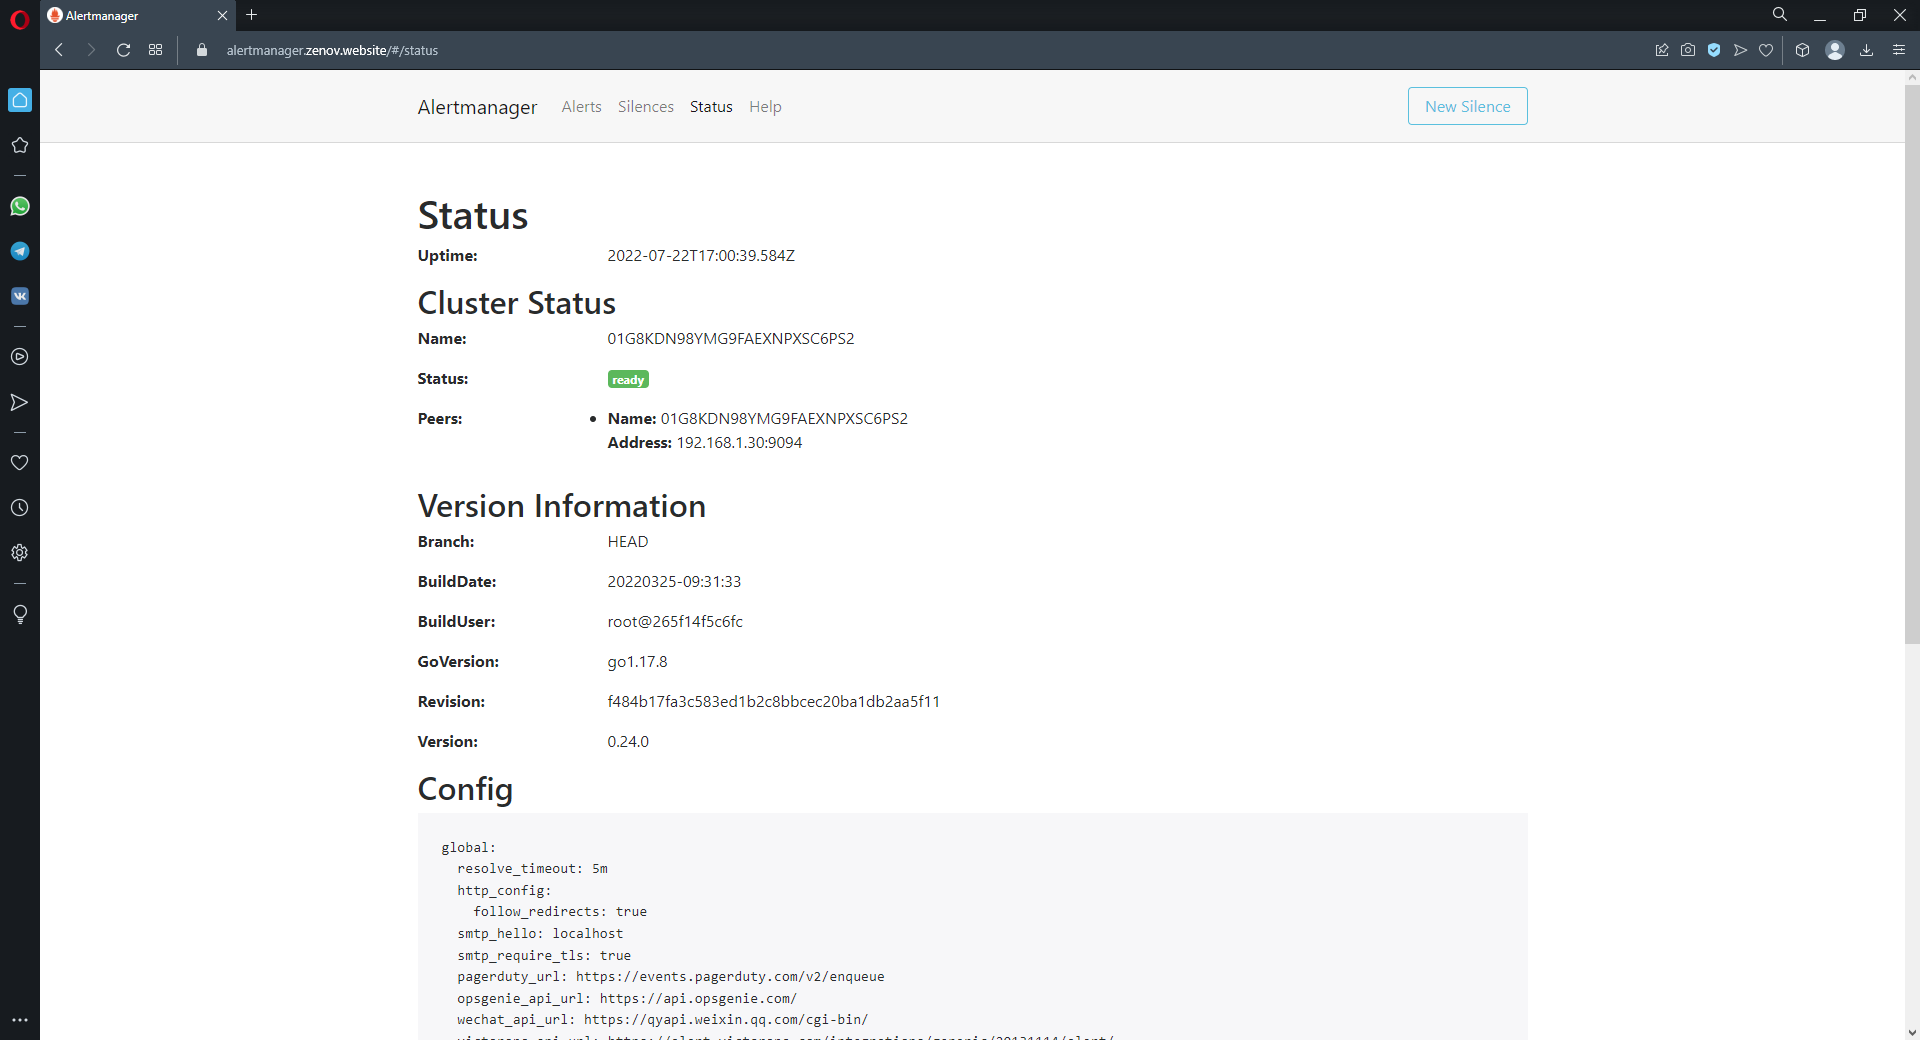 Alertmanager
alertmanager.zenov.website/#/status
Alertmanager Alerts Silences Status Help New Silence
Status
Uptime: 2022-07-22T17:00:39.584Z
Cluster Status
Name: 01G8KDN98YMG9FAEXNPXSC6PS2
Status: ready
Peers: • Name: 01G8KDN98YMG9FAEXNPXSC6PS2
Address: 192.168.1.30:9094
Version Information
Branch: HEAD
BuildDate: 20220325-09:31:33
BuildUser: root@265f14f5c6fc
GoVersion: go1.17.8
Revision: f484b17fa3c583ed1b2c8bbcec20ba1db2aa5f11
Version: 0.24.0
Config
global:
  resolve_timeout: 5m
  http_config:
    follow_redirects: true
  smtp_hello: localhost
  smtp_require_tls: true
  pagerduty_url: https://events.pagerduty.com/v2/enqueue
  opsgenie_api_url: https://api.opsgenie.com/
  wechat_api_url: https://qyapi.weixin.qq.com/cgi-bin/